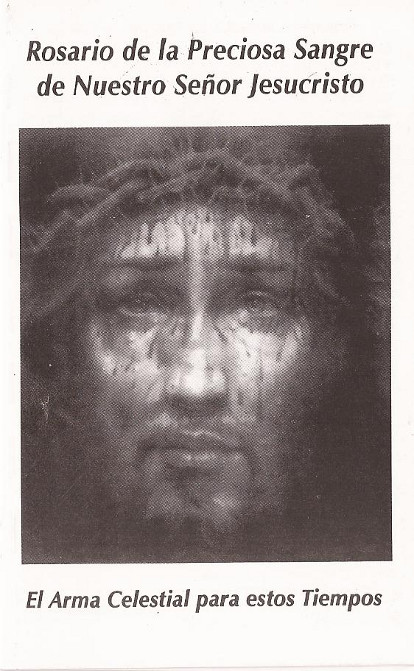 Rosario de la Preciosa Sangre
de Nuestro Señor Jesucristo
El Arma Celestial para estos Tiempos